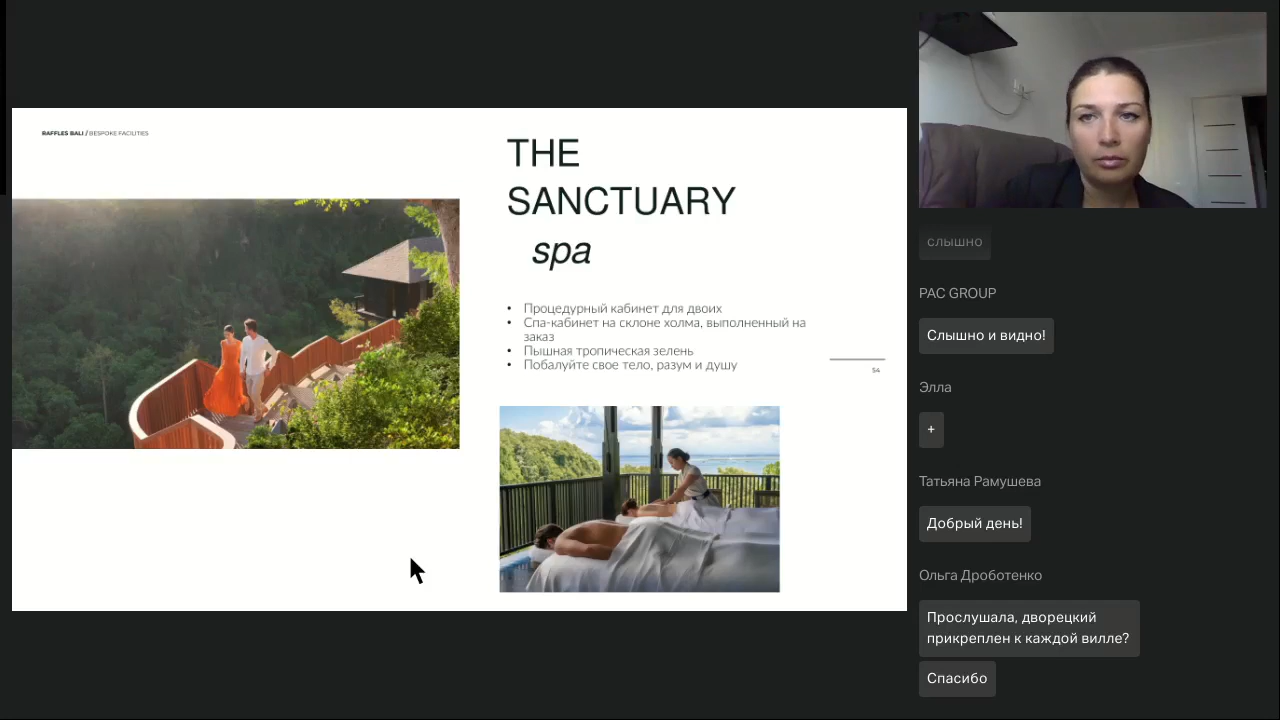 RAFFLES BALI / BESPOKE FACILITIES
THE
SANCTUARY
spa
• Процедурный кабинет для двоих
• Спа-кабинет на склоне холма, выполненный на
заказ
• Пышная тропическая зелень
• Побалуйте свое тело, разум и душу
54
слышно
PAC GROUP
Слышно и видно!
Элла
+
Татьяна Рамушева
Добрый день!
Ольга Дроботенко
Прослушала, дворецкий
прикреплен к каждой вилле?
Спасибо